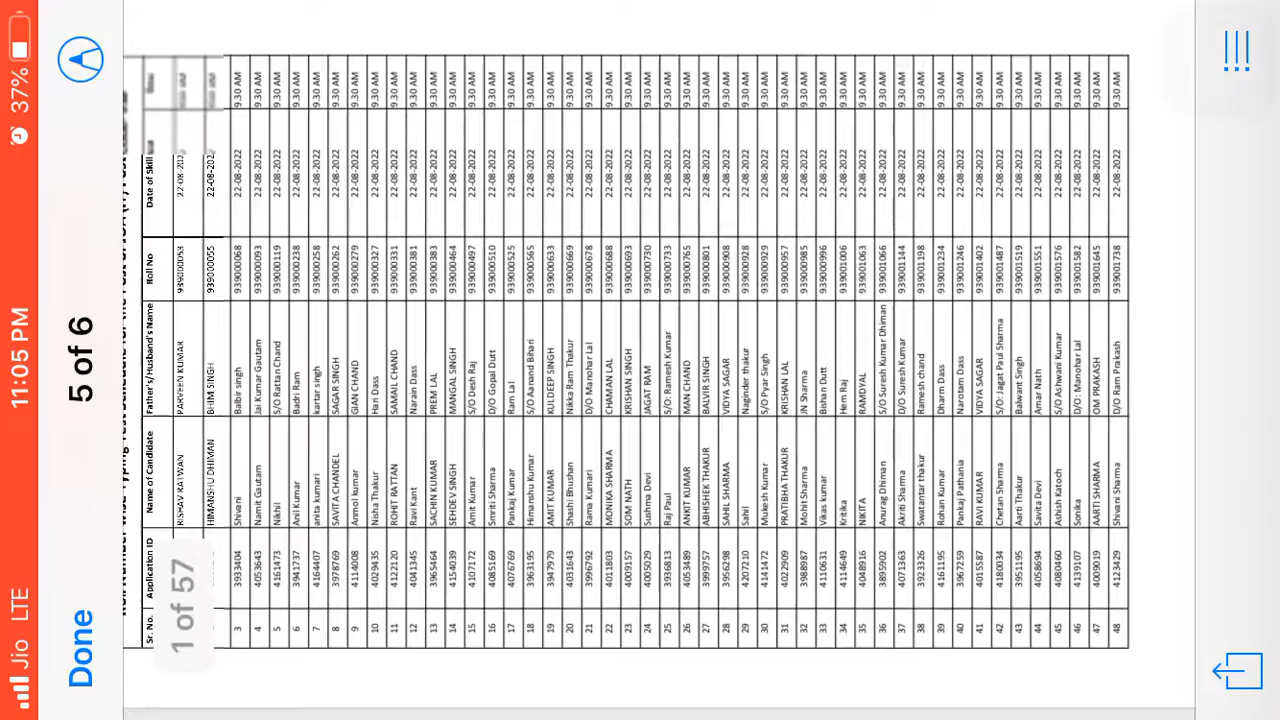 Jio LTE 11:05 PM 37%
Done 5 of 6
1 of 57
Sr. No. Application ID Name of Candidate Father's/Husband's Name Roll No Date of Skill
RISHAV RATWAN PARVEEN KUMAR 939000053
HIMANSHU DHIMAN BHIM SINGH 939000055
3 3933404 Shivani Balbir singh 939000068 22-08-2022 9.30 AM
4 4053643 Namit Gautam Jai Kumar Gautam 939000093 22-08-2022 9.30 AM
5 4161473 Nikhil S/O Rattan Chand 939000119 22-08-2022 9.30 AM
6 3941737 Anil Kumar Badri Ram 939000238 22-08-2022 9.30 AM
7 4164407 anita kumari kartar singh 939000258 22-08-2022 9.30 AM
8 3978769 SAVITA CHANDEL SAGAR SINGH 939000262 22-08-2022 9.30 AM
9 4114008 Anmol kumar GIAN CHAND 939000279 22-08-2022 9.30 AM
10 4029435 Nisha Thakur Hari Dass 939000327 22-08-2022 9.30 AM
11 4122120 ROHIT RATTAN SAMAHL CHAND 939000331 22-08-2022 9.30 AM
12 4041345 Ravi Kant Narain Dass 939000381 22-08-2022 9.30 AM
13 3965464 SACHIN KUMAR PREM LAL 939000383 22-08-2022 9.30 AM
14 4154039 SEHDEV SINGH MANGAL SINGH 939000464 22-08-2022 9.30 AM
15 4107172 Amit Kumar S/O Desh Raj 939000497 22-08-2022 9.30 AM
16 4085169 Smriti Sharma D/O Gopal Dutt 939000510 22-08-2022 9.30 AM
17 4076769 Pankaj Kumar Ram Lal 939000525 22-08-2022 9.30 AM
18 3963195 Himanshu Kumar S/O Aanand Bihari 939000565 22-08-2022 9.30 AM
19 3947979 AMIT KUMAR KULDEEP SINGH 939000633 22-08-2022 9.30 AM
20 4031643 Shashi Bhushan Nikka Ram Thakur 939000669 22-08-2022 9.30 AM
21 3996792 Rama Kumari D/O Manohar Lal 939000678 22-08-2022 9.30 AM
22 4011803 MONIKA SHARMA CHAMAN LAL 939000688 22-08-2022 9.30 AM
23 4009157 SOM NATH KRISHAN SINGH 939000693 22-08-2022 9.30 AM
24 4005029 Sushma Devi JAGAT RAM 939000730 22-08-2022 9.30 AM
25 3936813 Raj Paul S/O: Ramesh Kumar 939000733 22-08-2022 9.30 AM
26 4053489 ANKIT KUMAR MAN CHAND 939000765 22-08-2022 9.30 AM
27 3999757 ABHISHEK THAKUR BALVIR SINGH 939000801 22-08-2022 9.30 AM
28 3956298 SAHIL SHARMA VIDYA SAGAR 939000908 22-08-2022 9.30 AM
29 4207210 Sahil Naginder thakur 939000928 22-08-2022 9.30 AM
30 4141472 Mukesh Kumar S/O Pyar Singh 939000929 22-08-2022 9.30 AM
31 4022909 PRATIBHA THAKUR KRISHAN LAL 939000957 22-08-2022 9.30 AM
32 3988987 Mohit Sharma JN Sharma 939000985 22-08-2022 9.30 AM
33 4110631 Vikas kumar Bishan Dutt 939000996 22-08-2022 9.30 AM
34 4114649 Kritika Hem Raj 939001006 22-08-2022 9.30 AM
35 4048916 NIKITA RAMDYAL 939001063 22-08-2022 9.30 AM
36 3895902 Anurag Dhiman S/O Suresh Kumar Dhiman 939001066 22-08-2022 9.30 AM
37 4071363 Akriti Sharma D/O Suresh Kumar 939001144 22-08-2022 9.30 AM
38 3923326 Swatantar thakur Ramesh chand 939001198 22-08-2022 9.30 AM
39 4161195 Rohan Kumar Dharm Dass 939001234 22-08-2022 9.30 AM
40 3967259 Pankaj Pathania Narotam Dass 939001246 22-08-2022 9.30 AM
41 4015587 RAVI KUMAR VIDYA SAGAR 939001402 22-08-2022 9.30 AM
42 4180034 Chetan Sharma S/O: Jagat Paul Sharma 939001487 22-08-2022 9.30 AM
43 3951195 Aarti Thakur Balwant Singh 939001519 22-08-2022 9.30 AM
44 4058694 Savita Devi Amar Nath 939001551 22-08-2022 9.30 AM
45 4080460 Ashish Katoch S/O Ashwani Kumar 939001576 22-08-2022 9.30 AM
46 4139107 Sonika D/O: Manohar Lal 939001582 22-08-2022 9.30 AM
47 4009019 AARTI SHARMA OM PRAKASH 939001645 22-08-2022 9.30 AM
48 4123429 Shivani Sharma D/O Ram Prakash 939001738 22-08-2022 9.30 AM